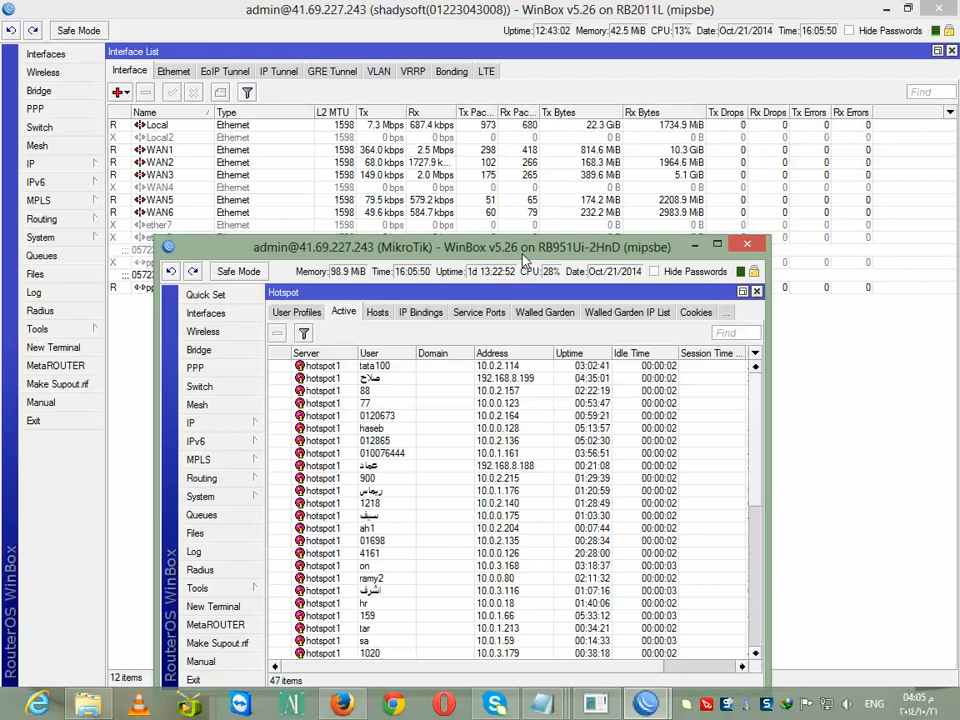 admin@41.69.227.243 (shadysoft(01223043008)) - WinBox v5.26 on RB2011L (mipsbe)
Safe Mode Uptime: 12:43:02 Memory: 42.5 MiB CPU: 13% Date: Oct/21/2014 Time: 16:05:50 Hide Passwords
Interfaces
Wireless
Bridge
PPP
Switch
Mesh
IP
IPv6
MPLS
Routing
System
Queues
Files
Log
Radius
Tools
New Terminal
MetaROUTER
Make Supout.rif
Manual
Exit
RouterOS WinBox
Interface List
Interface Ethernet EoIP Tunnel IP Tunnel GRE Tunnel VLAN VRRP Bonding LTE
Find
Name Type L2 MTU Tx Rx Tx Pac... Rx Pac... Tx Bytes Rx Bytes Tx Drops Rx Drops Tx Errors Rx Errors
R Local Ethernet 1598 7.3 Mbps 687.4 kbps 973 680 22.3 GiB 1734.9 MiB 0 0 0 0
X Local2 Ethernet 1598 0 bps 0 bps 0 0 0 B 0 B 0 0 0 0
R WAN1 Ethernet 1598 364.0 kbps 2.5 Mbps 298 418 814.6 MiB 10.3 GiB 0 0 0 0
R WAN2 Ethernet 1598 68.0 kbps 1727.9 k... 102 266 168.3 MiB 1964.6 MiB 0 0 0 0
R WAN3 Ethernet 1598 149.0 kbps 2.0 Mbps 175 265 389.6 MiB 5.1 GiB 0 0 0 0
X WAN4 Ethernet 1598 0 bps 0 bps 0 0 0 B 0 B 0 0 0 0
R WAN5 Ethernet 1598 79.5 kbps 579.2 kbps 51 65 174.2 MiB 2208.9 MiB 0 0 0 0
R WAN6 Ethernet 1598 49.6 kbps 584.7 kbps 60 79 232.2 MiB 2983.9 MiB 0 0 0 0
X ether7 Ethernet 1598 0 bps 0 bps 0 0 0 B 0 B 0 0 0 0
X
;;; 0572
R
;;; 0572
R
12 items
admin@41.69.227.243 (MikroTik) - WinBox v5.26 on RB951Ui-2HnD (mipsbe)
Safe Mode Memory: 98.9 MiB Time: 16:05:50 Uptime: 1d 13:22:52 CPU: 28% Date: Oct/21/2014 Hide Passwords
Quick Set
Interfaces
Wireless
Bridge
PPP
Switch
Mesh
IP
IPv6
MPLS
Routing
System
Queues
Files
Log
Radius
Tools
New Terminal
MetaROUTER
Make Supout.rif
Manual
Exit
RouterOS WinBox
Hotspot
User Profiles Active Hosts IP Bindings Service Ports Walled Garden Walled Garden IP List Cookies ...
Find
Server User Domain Address Uptime Idle Time Session Time ...
hotspot1 tata100 10.0.2.114 03:02:41 00:00:02
hotspot1 صلاح 192.168.8.199 04:35:01 00:00:02
hotspot1 88 10.0.2.157 02:22:19 00:00:02
hotspot1 77 10.0.0.123 00:53:47 00:00:02
hotspot1 0120673 10.0.2.164 00:59:21 00:00:02
hotspot1 haseb 10.0.0.128 05:13:57 00:00:02
hotspot1 012865 10.0.2.136 05:02:30 00:00:02
hotspot1 010076444 10.0.1.161 03:56:51 00:00:02
hotspot1 عماد 192.168.8.188 00:21:08 00:00:02
hotspot1 900 10.0.2.215 01:29:39 00:00:02
hotspot1 ريماس 10.0.1.176 01:20:59 00:00:02
hotspot1 1218 10.0.2.140 01:28:49 00:00:02
hotspot1 سيف 10.0.0.175 01:03:30 00:00:02
hotspot1 ah1 10.0.2.204 00:07:44 00:00:02
hotspot1 01698 10.0.2.135 00:28:34 00:00:02
hotspot1 4161 10.0.0.126 20:28:00 00:00:02
hotspot1 on 10.0.3.168 03:18:37 00:00:03
hotspot1 ramy2 10.0.0.80 02:11:32 00:00:02
hotspot1 اشرف 10.0.3.116 01:07:16 00:00:03
hotspot1 hr 10.0.0.18 01:40:06 00:00:02
hotspot1 159 10.0.1.66 05:33:12 00:00:03
hotspot1 tar 10.0.1.213 00:34:21 00:00:02
hotspot1 sa 10.0.1.59 00:14:33 00:00:03
hotspot1 1020 10.0.3.179 00:38:18 00:00:02
47 items
ENG
04:05 م